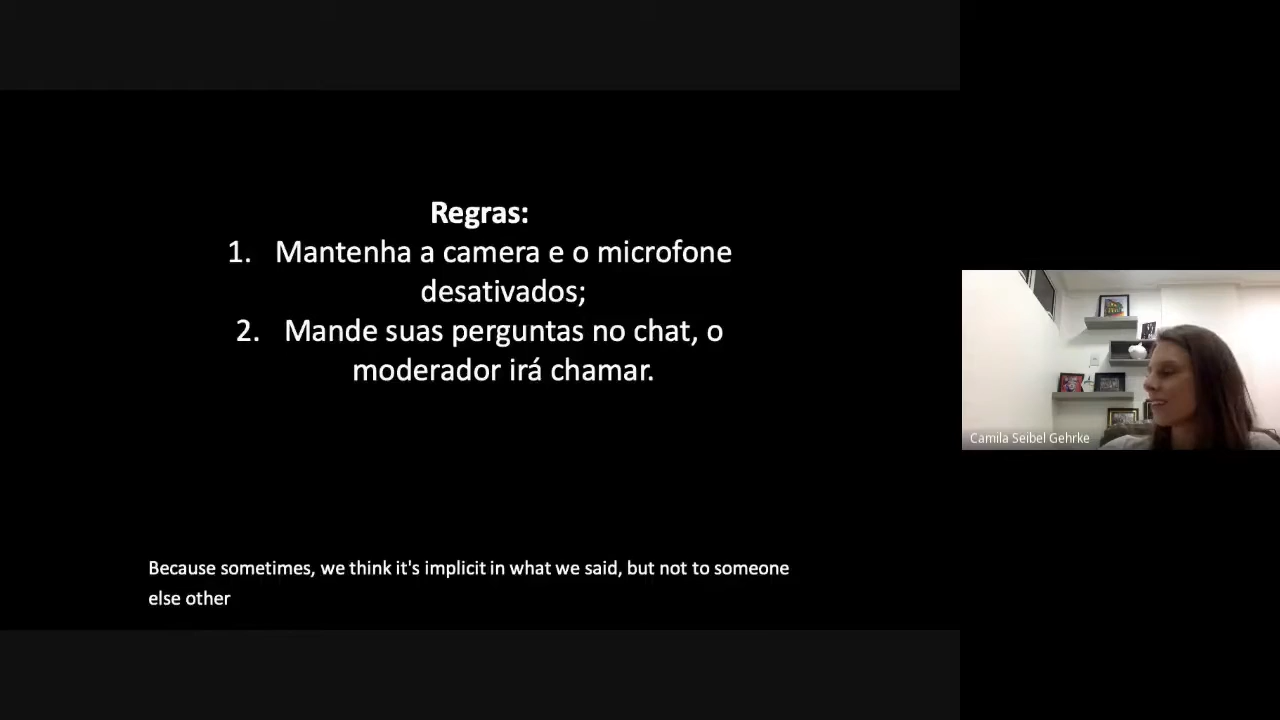 Regras:
1. Mantenha a camera e o microfone
desativados;
2. Mande suas perguntas no chat, o
moderador irá chamar.
Camila Seibel Gehrke
Because sometimes, we think it's implicit in what we said, but not to someone
else other